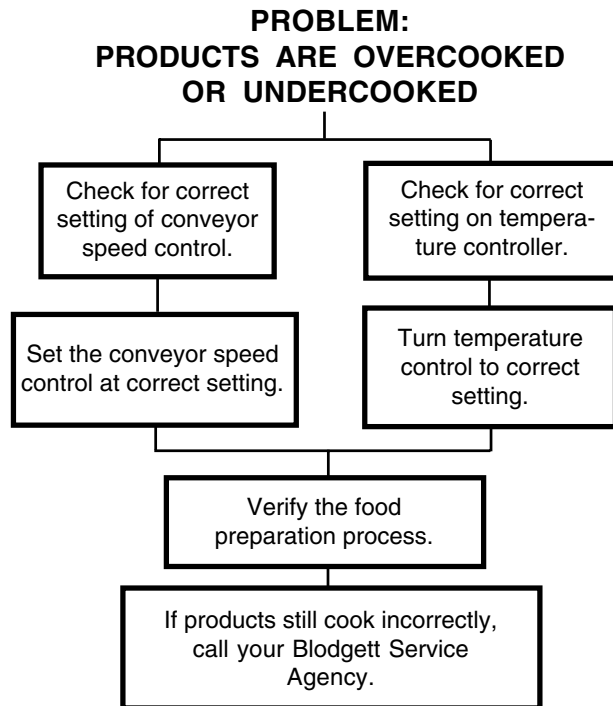 PROBLEM:
PRODUCTS ARE OVERCOOKED
OR UNDERCOOKED
Check for correct
setting of conveyor
speed control.
Check for correct
setting on tempera-
ture controller.
Set the conveyor speed
control at correct setting.
Turn temperature
control to correct
setting.
Verify the food
preparation process.
If products still cook incorrectly,
call your Blodgett Service
Agency.